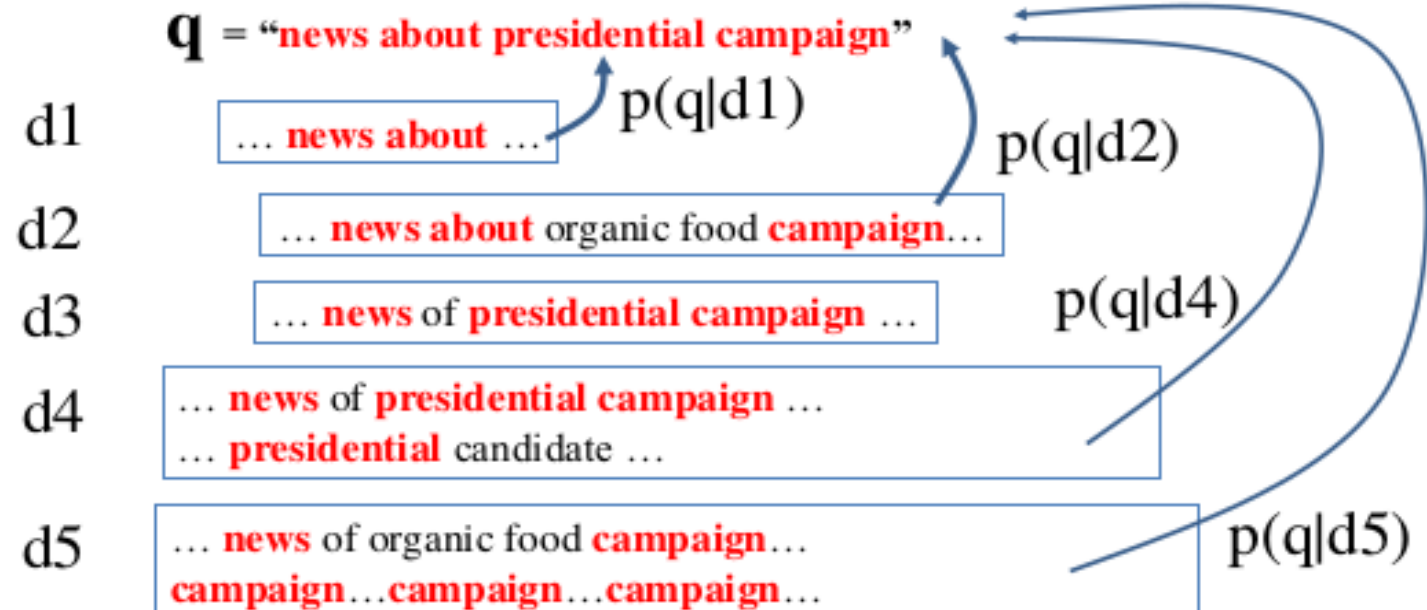 q = “news about presidential campaign”
d1
… news about …
p(q|d1)
p(q|d2)
d2
… news about organic food campaign…
d3
… news of presidential campaign …
p(q|d4)
d4
… news of presidential campaign …
… presidential candidate …
d5
… news of organic food campaign…
campaign…campaign…campaign…
p(q|d5)